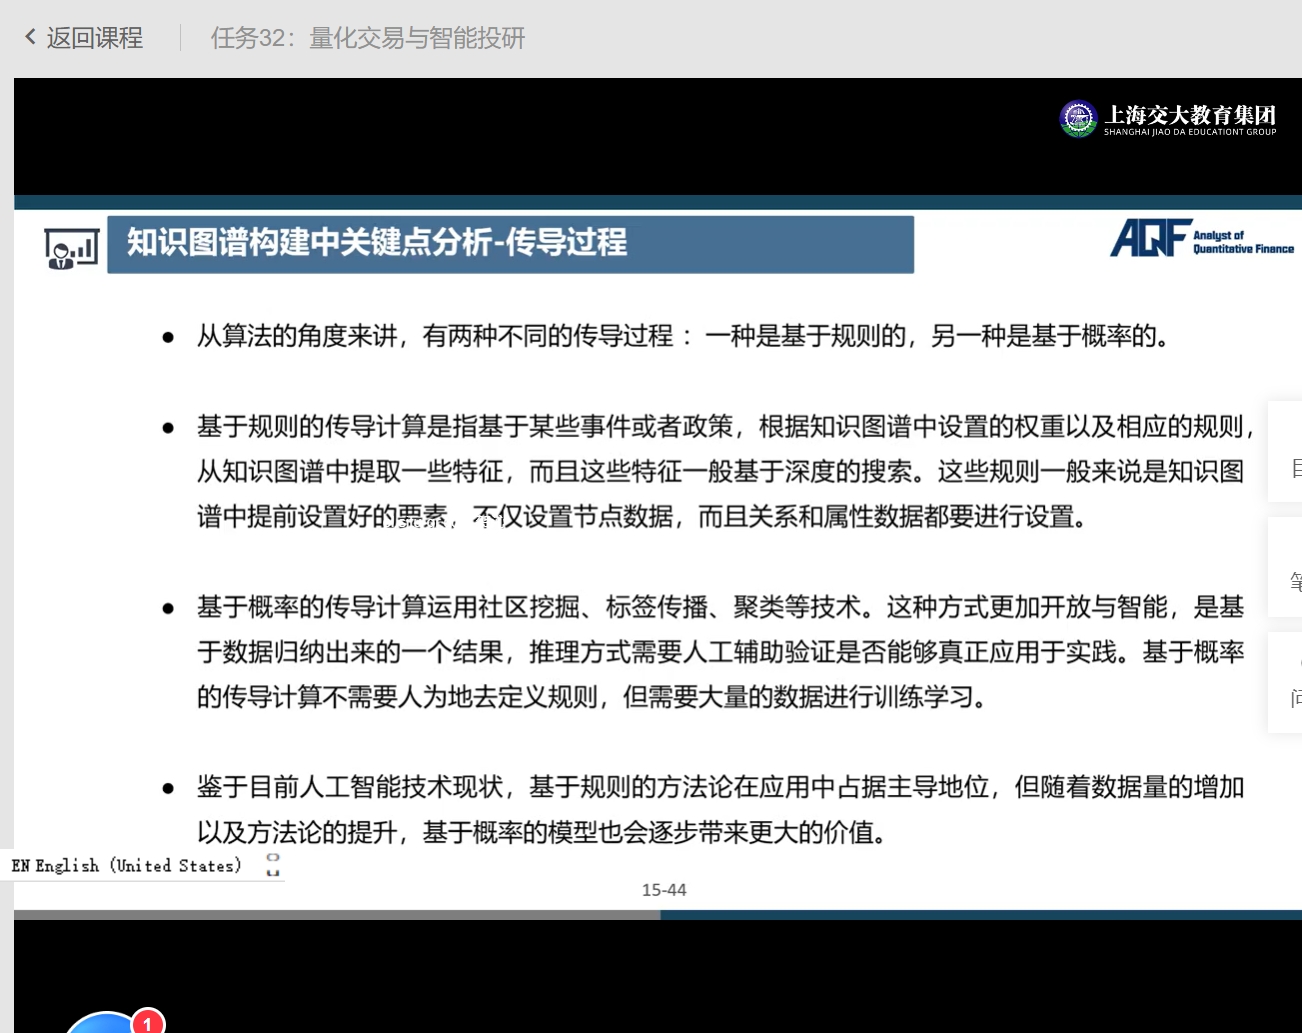 返回课程
任务32：量化交易与智能投研
上海交大教育集团
SHANGHAI JIAO DA EDUCATIONT GROUP
知识图谱构建中关键点分析-传导过程
AQF Analyst of
Quantitative Finance
● 从算法的角度来讲，有两种不同的传导过程 ：一种是基于规则的，另一种是基于概率的。
● 基于规则的传导计算是指基于某些事件或者政策，根据知识图谱中设置的权重以及相应的规则，
从知识图谱中提取一些特征，而且这些特征一般基于深度的搜索。这些规则一般来说是知识图
谱中提前设置好的要素，不仅设置节点数据，而且关系和属性数据都要进行设置。
● 基于概率的传导计算运用社区挖掘、标签传播、聚类等技术。这种方式更加开放与智能，是基
于数据归纳出来的一个结果，推理方式需要人工辅助验证是否能够真正应用于实践。基于概率
的传导计算不需要人为地去定义规则，但需要大量的数据进行训练学习。
● 鉴于目前人工智能技术现状，基于规则的方法论在应用中占据主导地位，但随着数据量的增加
以及方法论的提升，基于概率的模型也会逐步带来更大的价值。
EN English (United States)
15-44
1